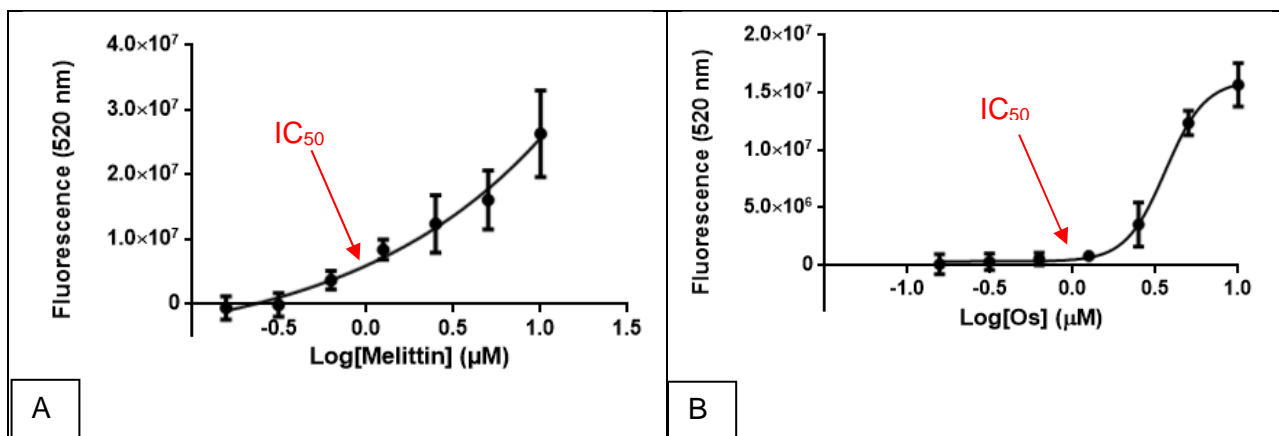 4.0×10⁷
3.0×10⁷
2.0×10⁷
1.0×10⁷
0
Fluorescence (520 nm)
IC₅₀
-0.5 0.0 0.5 1.0 1.5
Log[Melittin] (µM)
A
2.0×10⁷
1.5×10⁷
1.0×10⁷
5.0×10⁶
0
Fluorescence (520 nm)
IC₅₀
-1.0 -0.5 0.0 0.5 1.0
Log[Os] (µM)
B